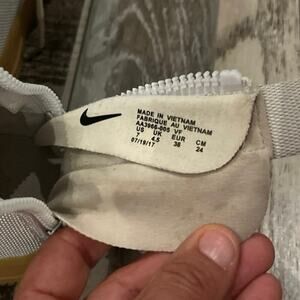 MADE IN VIETNAM
FABRIQUE AU VIETNAM
AA3966-005 VF
US UK EUR CM
7 4.5 38 24
07/19/17